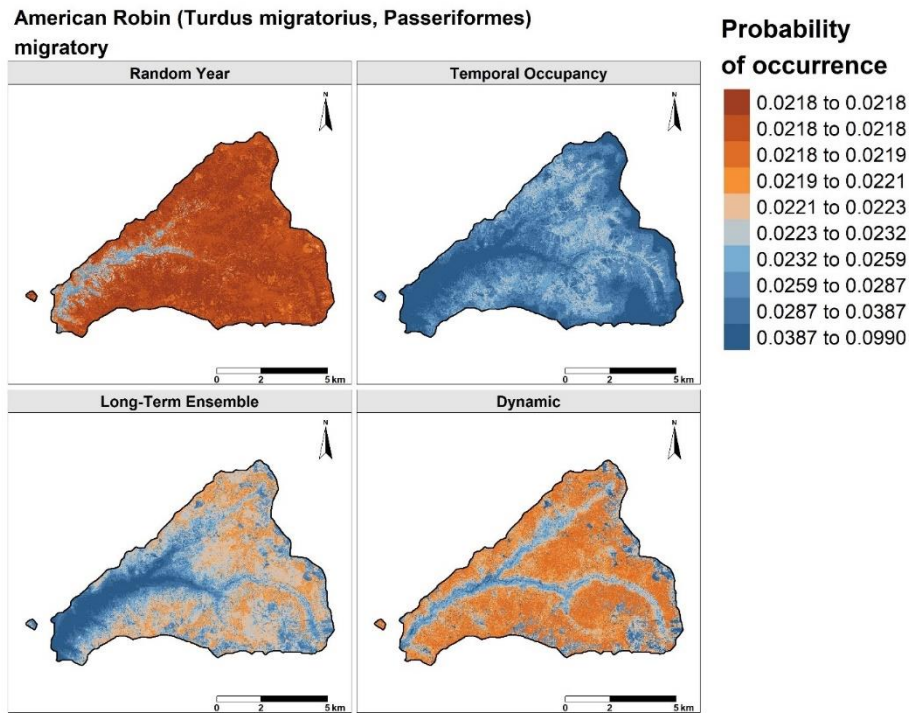 American Robin (Turdus migratorius, Passeriformes)
migratory
Random Year
N
0 2 5 km
Temporal Occupancy
N
0 2 5 km
Long-Term Ensemble
N
0 2 5 km
Dynamic
N
0 2 5 km
Probability
of occurrence
0.0218 to 0.0218
0.0218 to 0.0218
0.0218 to 0.0219
0.0219 to 0.0221
0.0221 to 0.0223
0.0223 to 0.0232
0.0232 to 0.0259
0.0259 to 0.0287
0.0287 to 0.0387
0.0387 to 0.0990